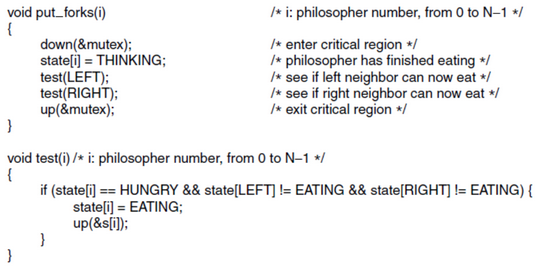 void put_forks(i) /* i: philosopher number, from 0 to N−1 */
{
down(&mutex); /* enter critical region */
state[i] = THINKING; /* philosopher has finished eating */
test(LEFT); /* see if left neighbor can now eat */
test(RIGHT); /* see if right neighbor can now eat */
up(&mutex); /* exit critical region */
}
void test(i) /* i: philosopher number, from 0 to N−1 */
{
if (state[i] == HUNGRY && state[LEFT] != EATING && state[RIGHT] != EATING) {
state[i] = EATING;
up(&s[i]);
}
}